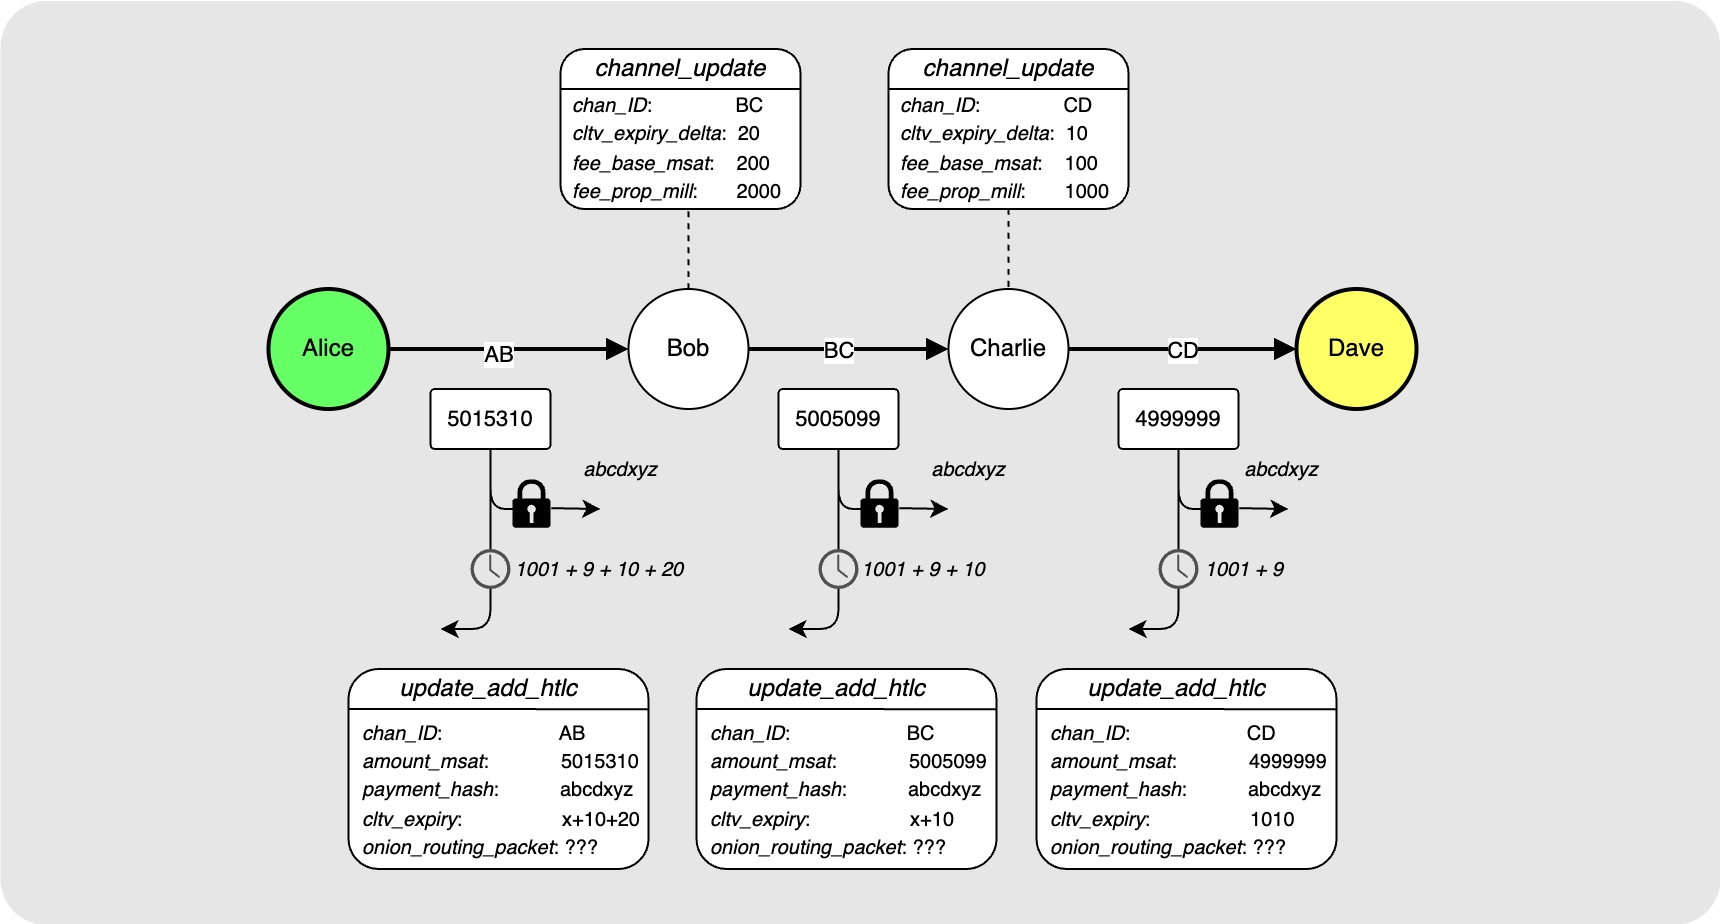 channel_update
chan_ID: BC
cltv_expiry_delta: 20
fee_base_msat: 200
fee_prop_mill: 2000
channel_update
chan_ID: CD
cltv_expiry_delta: 10
fee_base_msat: 100
fee_prop_mill: 1000
Alice
AB
Bob
BC
Charlie
CD
Dave
5015310
abcdxyz
1001 + 9 + 10 + 20
5005099
abcdxyz
1001 + 9 + 10
4999999
abcdxyz
1001 + 9
update_add_htlc
chan_ID: AB
amount_msat: 5015310
payment_hash: abcdxyz
cltv_expiry: x+10+20
onion_routing_packet: ???
update_add_htlc
chan_ID: BC
amount_msat: 5005099
payment_hash: abcdxyz
cltv_expiry: x+10
onion_routing_packet: ???
update_add_htlc
chan_ID: CD
amount_msat: 4999999
payment_hash: abcdxyz
cltv_expiry: 1010
onion_routing_packet: ???